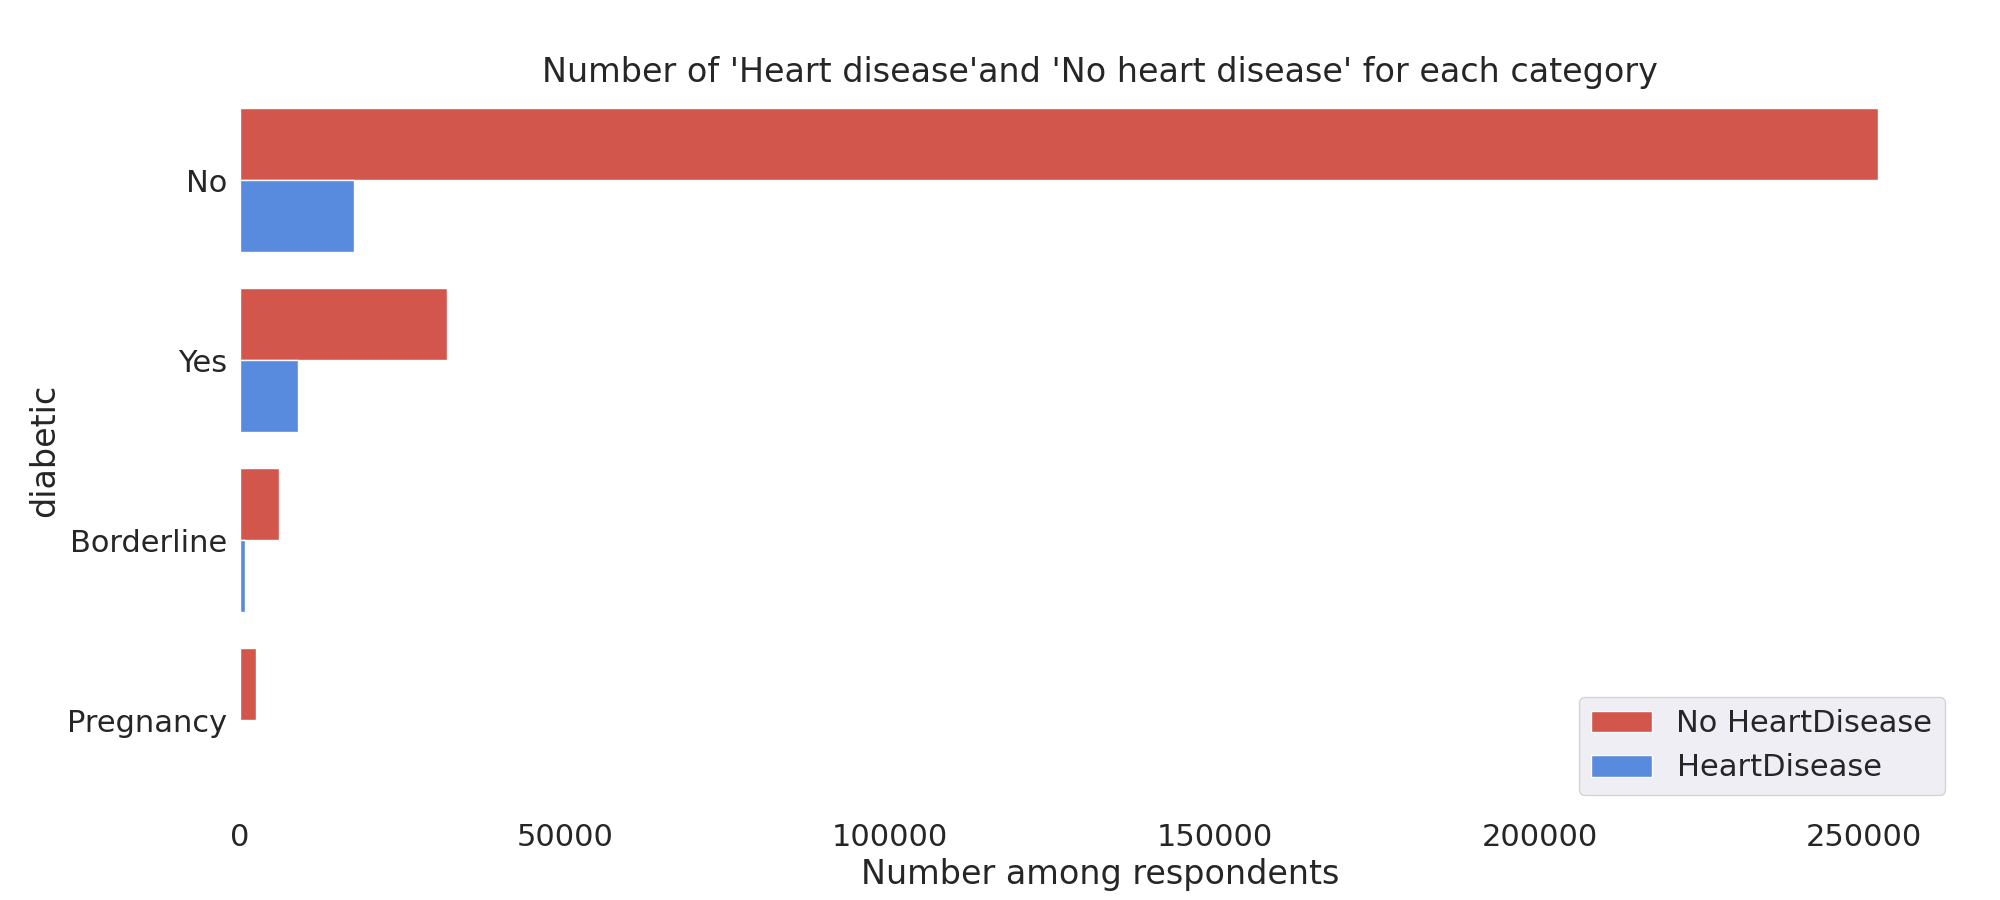 Number of 'Heart disease'and 'No heart disease' for each category
diabetic
No
Yes
Borderline
Pregnancy
No HeartDisease
HeartDisease
0 50000 100000 150000 200000 250000
Number among respondents